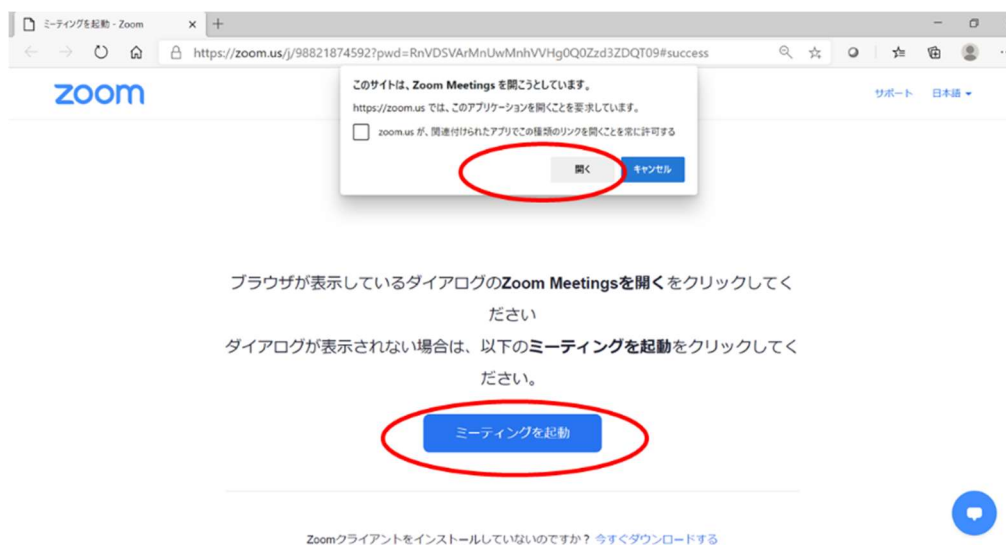 ミーティングを起動 - Zoom
https://zoom.us/j/98821874592?pwd=RnVDSVArMnUwMnhVVHg0Q0Zzd3ZDQT09#success
zoom
サポート 日本語
このサイトは、Zoom Meetings を開こうとしています。
https://zoom.us では、このアプリケーションを開くことを要求しています。
zoom.us が、関連付けられたアプリでこの種類のリンクを開くことを常に許可する
開く キャンセル
ブラウザが表示しているダイアログのZoom Meetingsを開くをクリックしてく
ださい
ダイアログが表示されない場合は、以下のミーティングを起動をクリックしてく
ださい。
ミーティングを起動
Zoomクライアントをインストールしていないのですか？ 今すぐダウンロードする